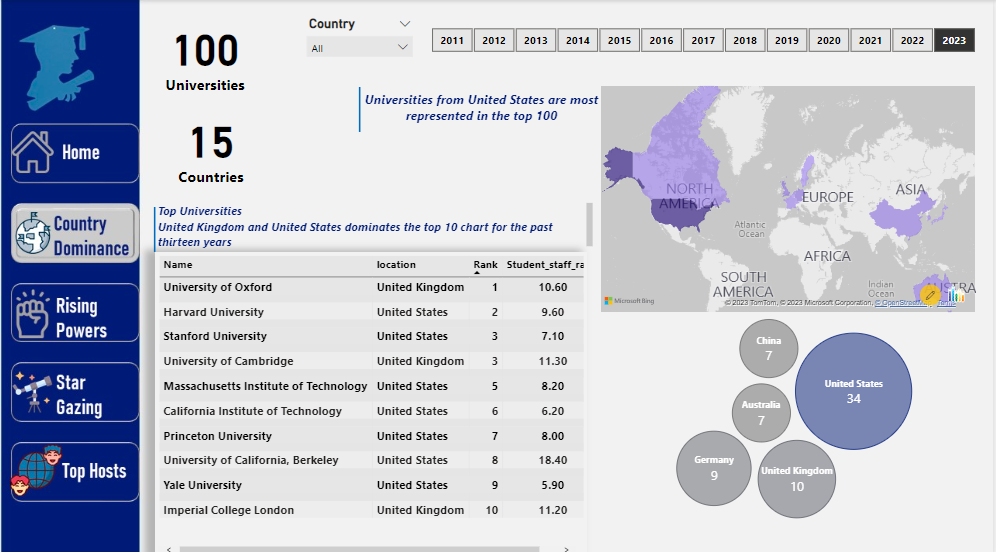 Home
Country
Dominance
Rising
Powers
Star
Gazing
Top Hosts
100
Universities
15
Countries
Country
All
2011 2012 2013 2014 2015 2016 2017 2018 2019 2020 2021 2022 2023
Universities from United States are most
represented in the top 100
Top Universities
United Kingdom and United States dominates the top 10 chart for the past
thirteen years
Name location Rank Student_staff_ra
University of Oxford United Kingdom 1 10.60
Harvard University United States 2 9.60
Stanford University United States 3 7.10
University of Cambridge United Kingdom 3 11.30
Massachusetts Institute of Technology United States 5 8.20
California Institute of Technology United States 6 6.20
Princeton University United States 7 8.00
University of California, Berkeley United States 8 18.40
Yale University United States 9 5.90
Imperial College London United Kingdom 10 11.20
NORTH
AMERICA
EUROPE
ASIA
Atlantic
Ocean
AFRICA
SOUTH
AMERICA
Indian
Ocean
STRA
Microsoft Bing
© 2023 TomTom, © 2023 Microsoft Corporation, © OpenStreetMap Terms
China
7
United States
34
Australia
7
Germany
9
United Kingdom
10